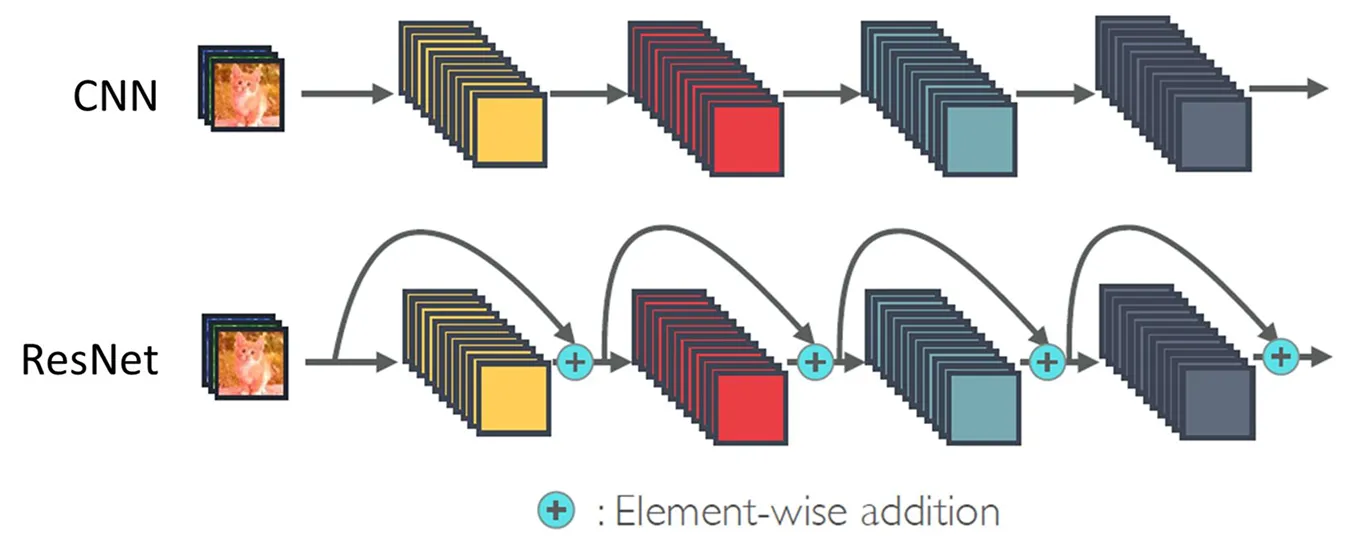 CNN
ResNet
+ : Element-wise addition